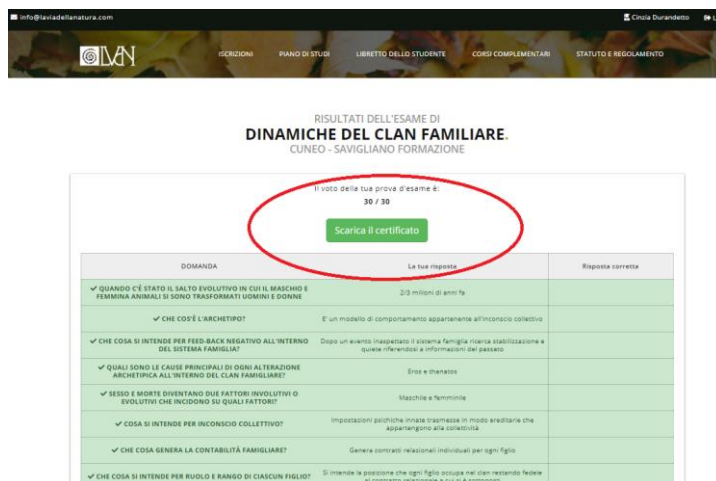 info@laviadellanatura.com
Cinzia Durandetto
LVN
ISCRIZIONI
PIANO DI STUDI
LIBRETTO DELLO STUDENTE
CORSI COMPLEMENTARI
STATUTO E REGOLAMENTO
RISULTATI DELL'ESAME DI
DINAMICHE DEL CLAN FAMILIARE.
CUNEO - SAVIGLIANO FORMAZIONE
Il voto della tua prova d'esame è:
30 / 30
Scarica il certificato
DOMANDA
La tua risposta
Risposta corretta
QUANDO C'É STATO IL SALTO EVOLUTIVO IN CUI IL MASCHIO E
FEMMINA ANIMALI SI SONO TRASFORMATI UOMINI E DONNE
2/3 milioni di anni fa
CHE COS'É L'ARCHETIPO?
E' un modello di comportamento appartenente all'inconscio collettivo
CHE COSA SI INTENDE PER FEED-BACK NEGATIVO ALL'INTERNO
DEL SISTEMA FAMIGLIA?
Dopo un evento inaspettato il sistema famiglia ricerca stabilizzazione e
quiete riferendosi a informazioni del passato
QUALI SONO LE CAUSE PRINCIPALI DI OGNI ALTERAZIONE
ARCHETIPICA ALL'INTERNO DEL CLAN FAMIGLIARE?
Eros e thanatos
SESSO E MORTE DIVENTANO DUE FATTORI INVOLUTIVI O
EVOLUTIVI CHE INCIDONO SU QUALI FATTORI?
Maschile e femminile
COSA SI INTENDE PER INCONSCIO COLLETTIVO?
Impostazioni psichiche innate trasmesse in modo ereditarie che
appartengono alla collettività
CHE COSA GENERA LA CONTABILITÀ FAMIGLIARE?
Genera contratti relazionali individuali per ogni figlio
CHE COSA SI INTENDE PER RUOLO E RANGO DI CIASCUN FIGLIO?
Si intende la posizione che ogni figlio occupa nel clan restando fedele